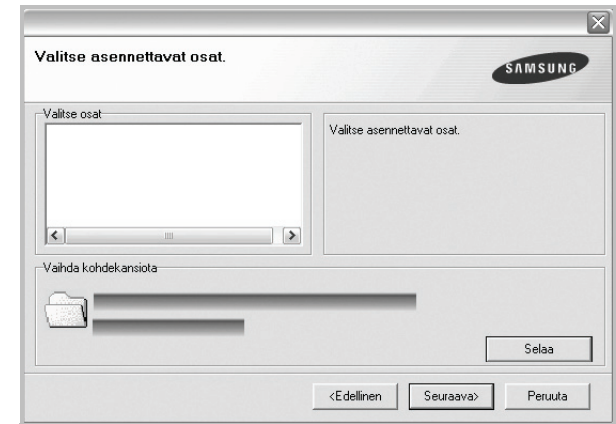 Valitse asennettavat osat.
SAMSUNG
Valitse osat
Valitse asennettavat osat.
Vaihda kohdekansiota
Selaa
<Edellinen
Seuraava>
Peruuta